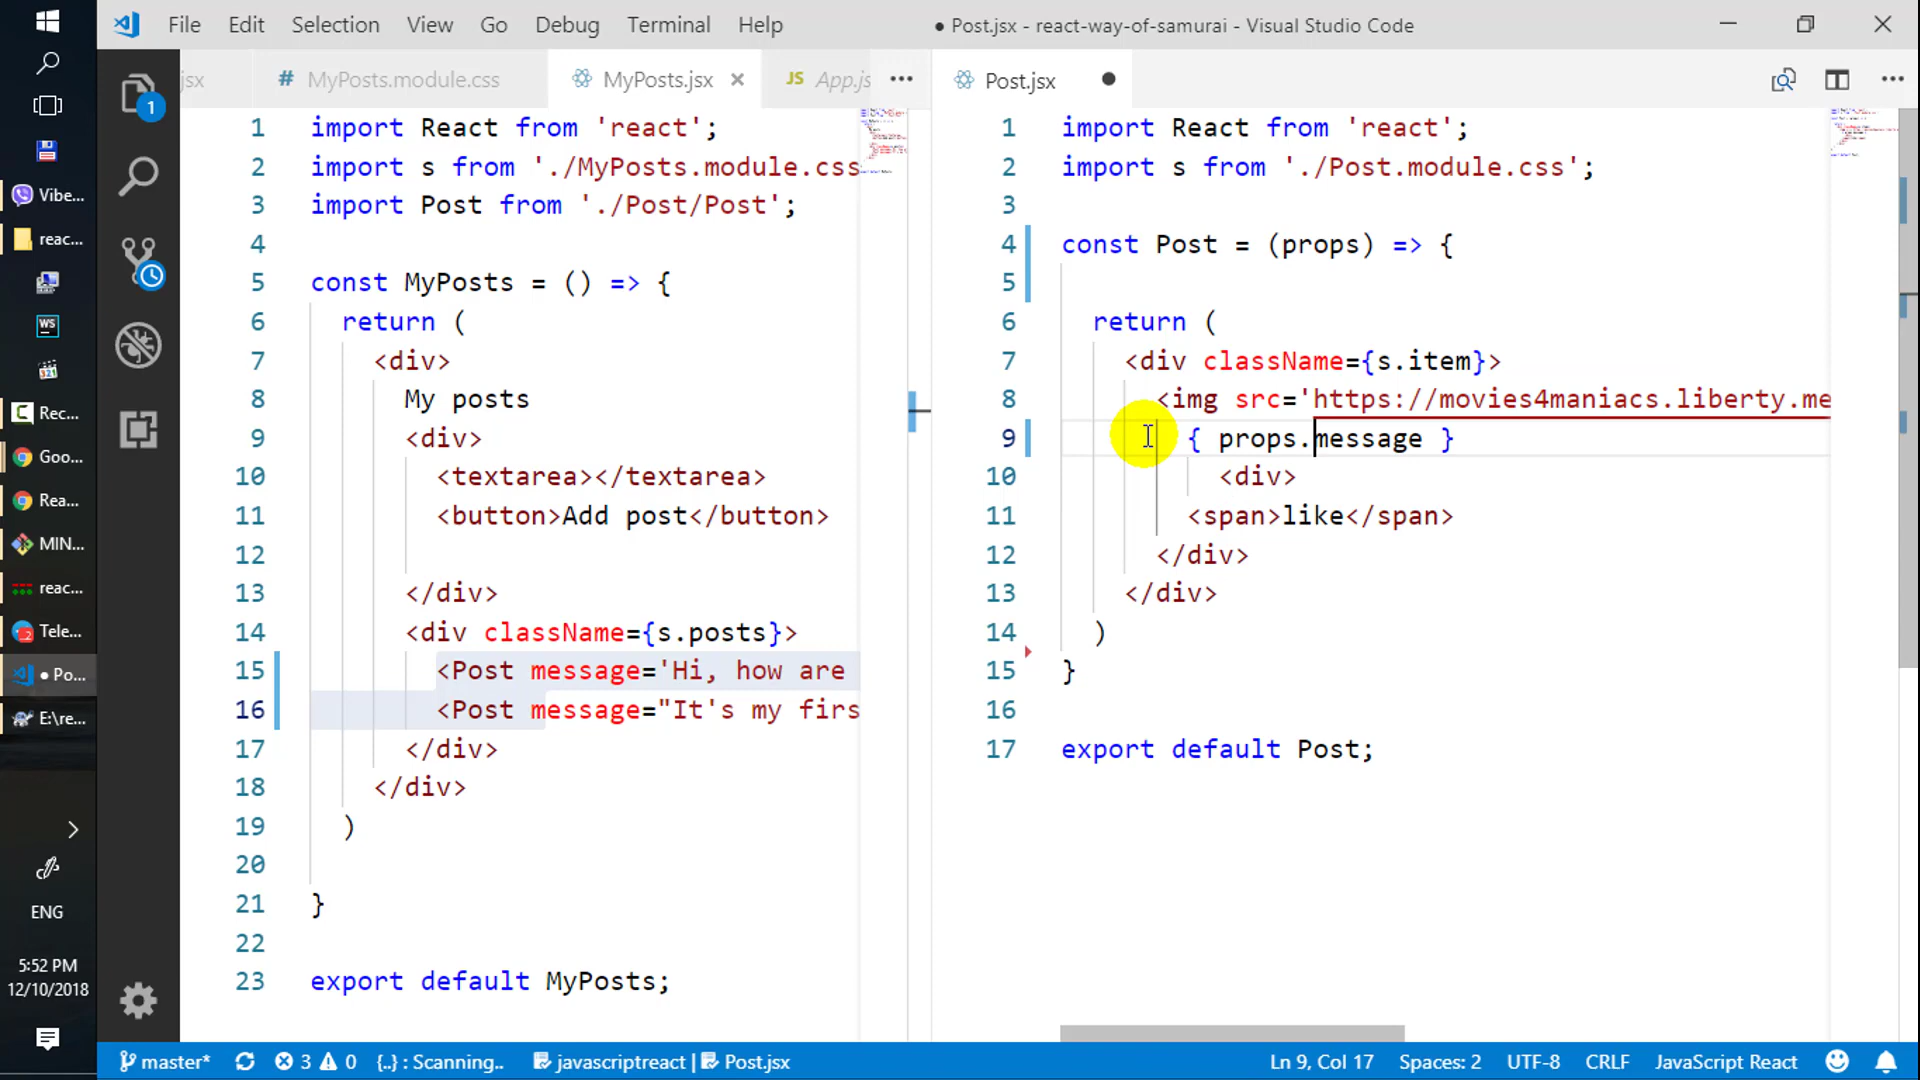 File Edit Selection View Go Debug Terminal Help
● Post.jsx - react-way-of-samurai - Visual Studio Code
jsx # MyPosts.module.css MyPosts.jsx × JS App.js ...
Post.jsx ●
1 import React from 'react';
2 import s from './MyPosts.module.css
3 import Post from './Post/Post';
4
5 const MyPosts = () => {
6 return (
7 <div>
8 My posts
9 <div>
10 <textarea></textarea>
11 <button>Add post</button>
12
13 </div>
14 <div className={s.posts}>
15 <Post message='Hi, how are
16 <Post message="It's my firs
17 </div>
18 </div>
19 )
20
21 }
22
23 export default MyPosts;
1 import React from 'react';
2 import s from './Post.module.css';
3
4 const Post = (props) => {
5
6 return (
7 <div className={s.item}>
8 <img src='https://movies4maniacs.liberty.me
9 { props.message }
10 <div>
11 <span>like</span>
12 </div>
13 </div>
14 )
15 }
16
17 export default Post;
1
Vibe...
reac...
WS
321
Rec...
Goo...
Rea...
MIN...
reac...
2 Tele...
● Po...
E:\re...
ENG
5:52 PM
12/10/2018
master* 3 0 {..} : Scanning.. javascriptreact | Post.jsx
Ln 9, Col 17 Spaces: 2 UTF-8 CRLF JavaScript React